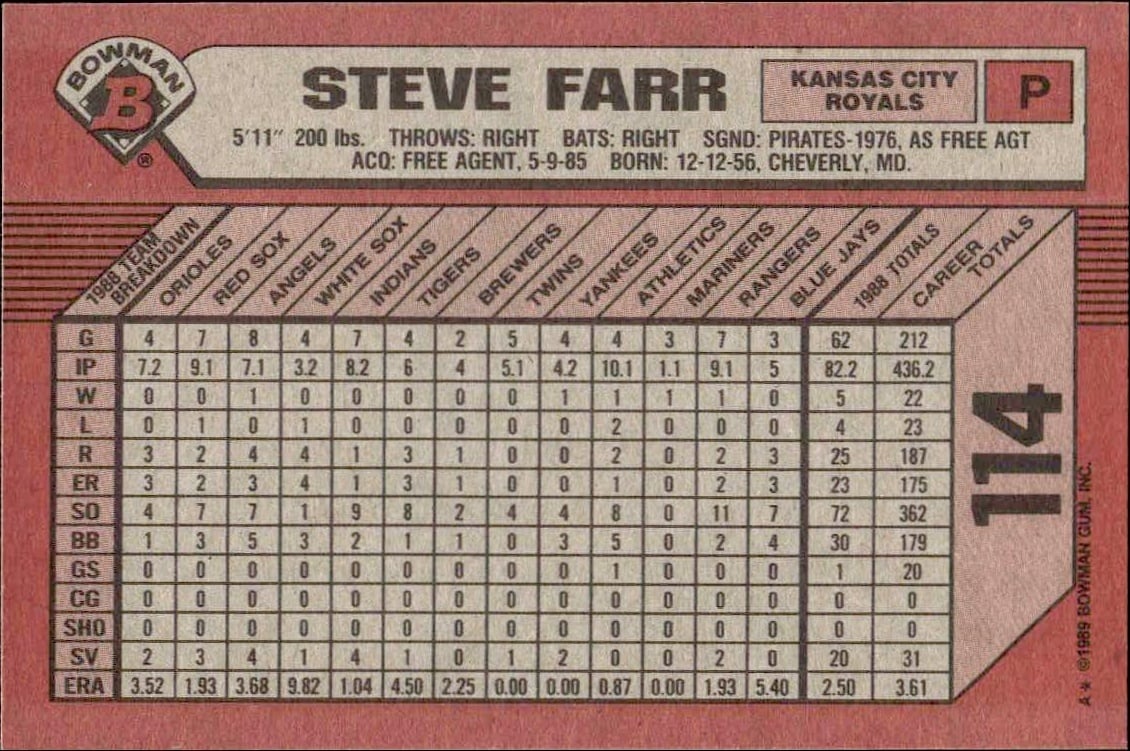 BOWMAN
B
®
STEVE FARR
KANSAS CITY
ROYALS
P
5'11" 200 lbs. THROWS: RIGHT BATS: RIGHT SGND: PIRATES-1976, AS FREE AGT
ACQ: FREE AGENT, 5-9-85 BORN: 12-12-56, CHEVERLY, MD.
1988 TEAM
BREAKDOWN
ORIOLES
RED SOX
ANGELS
WHITE SOX
INDIANS
TIGERS
BREWERS
TWINS
YANKEES
ATHLETICS
MARINERS
RANGERS
BLUE JAYS
1988 TOTALS
CAREER
TOTALS
G 4 7 8 4 7 4 2 5 4 4 3 7 3 62 212
IP 7.2 9.1 7.1 3.2 8.2 6 4 5.1 4.2 10.1 1.1 9.1 5 82.2 436.2
W 0 0 1 0 0 0 0 0 1 1 1 1 0 5 22
L 0 1 0 1 0 0 0 0 0 2 0 0 0 4 23
R 3 2 4 4 1 3 1 0 0 2 0 2 3 25 187
ER 3 2 3 4 1 3 1 0 0 1 0 2 3 23 175
SO 4 7 7 1 9 8 2 4 4 8 0 11 7 72 362
BB 1 3 5 3 2 1 1 0 3 5 0 2 4 30 179
GS 0 0 0 0 0 0 0 0 0 1 0 0 0 1 20
CG 0 0 0 0 0 0 0 0 0 0 0 0 0 0 0
SHO 0 0 0 0 0 0 0 0 0 0 0 0 0 0 0
SV 2 3 4 1 4 1 0 1 2 0 0 2 0 20 31
ERA 3.52 1.93 3.68 9.82 1.04 4.50 2.25 0.00 0.00 0.87 0.00 1.93 5.40 2.50 3.61
114
A* ©1989 BOWMAN GUM, INC.